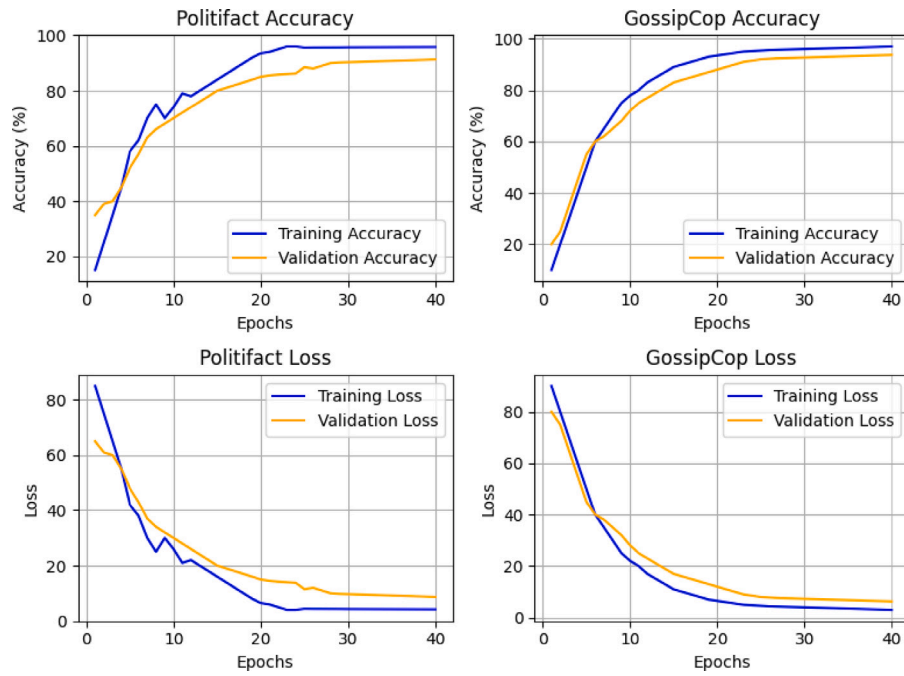 Politifact Accuracy
Accuracy (%)
100
80
60
40
20
0 10 20 30 40
Epochs
Training Accuracy
Validation Accuracy
GossipCop Accuracy
Accuracy (%)
100
80
60
40
20
0 10 20 30 40
Epochs
Training Accuracy
Validation Accuracy
Politifact Loss
Loss
80
60
40
20
0
0 10 20 30 40
Epochs
Training Loss
Validation Loss
GossipCop Loss
Loss
80
60
40
20
0
0 10 20 30 40
Epochs
Training Loss
Validation Loss